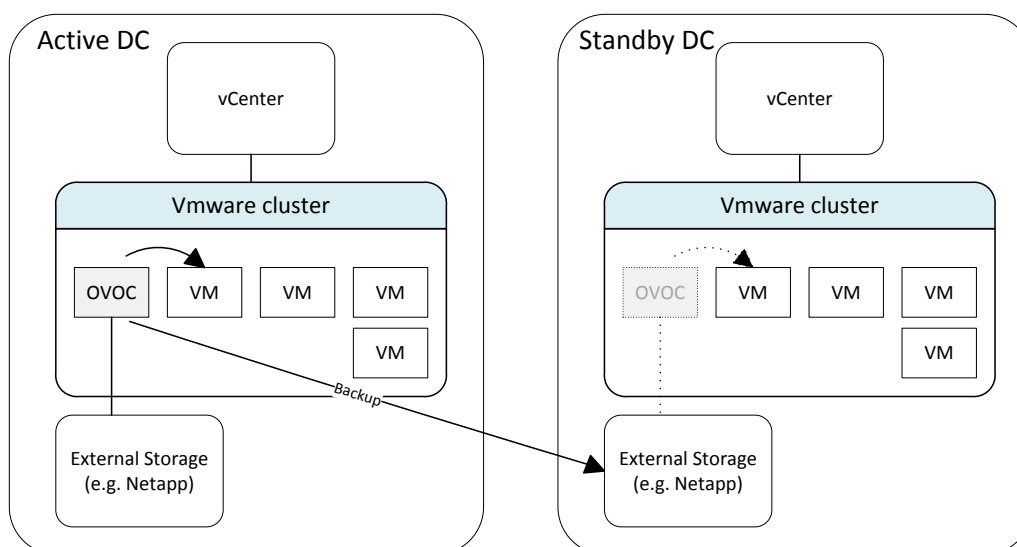 Active DC
vCenter
Vmware cluster
OVOC
VM
VM
VM
VM
Backup
External Storage
(e.g. Netapp)
Standby DC
vCenter
Vmware cluster
OVOC
VM
VM
VM
VM
External Storage
(e.g. Netapp)